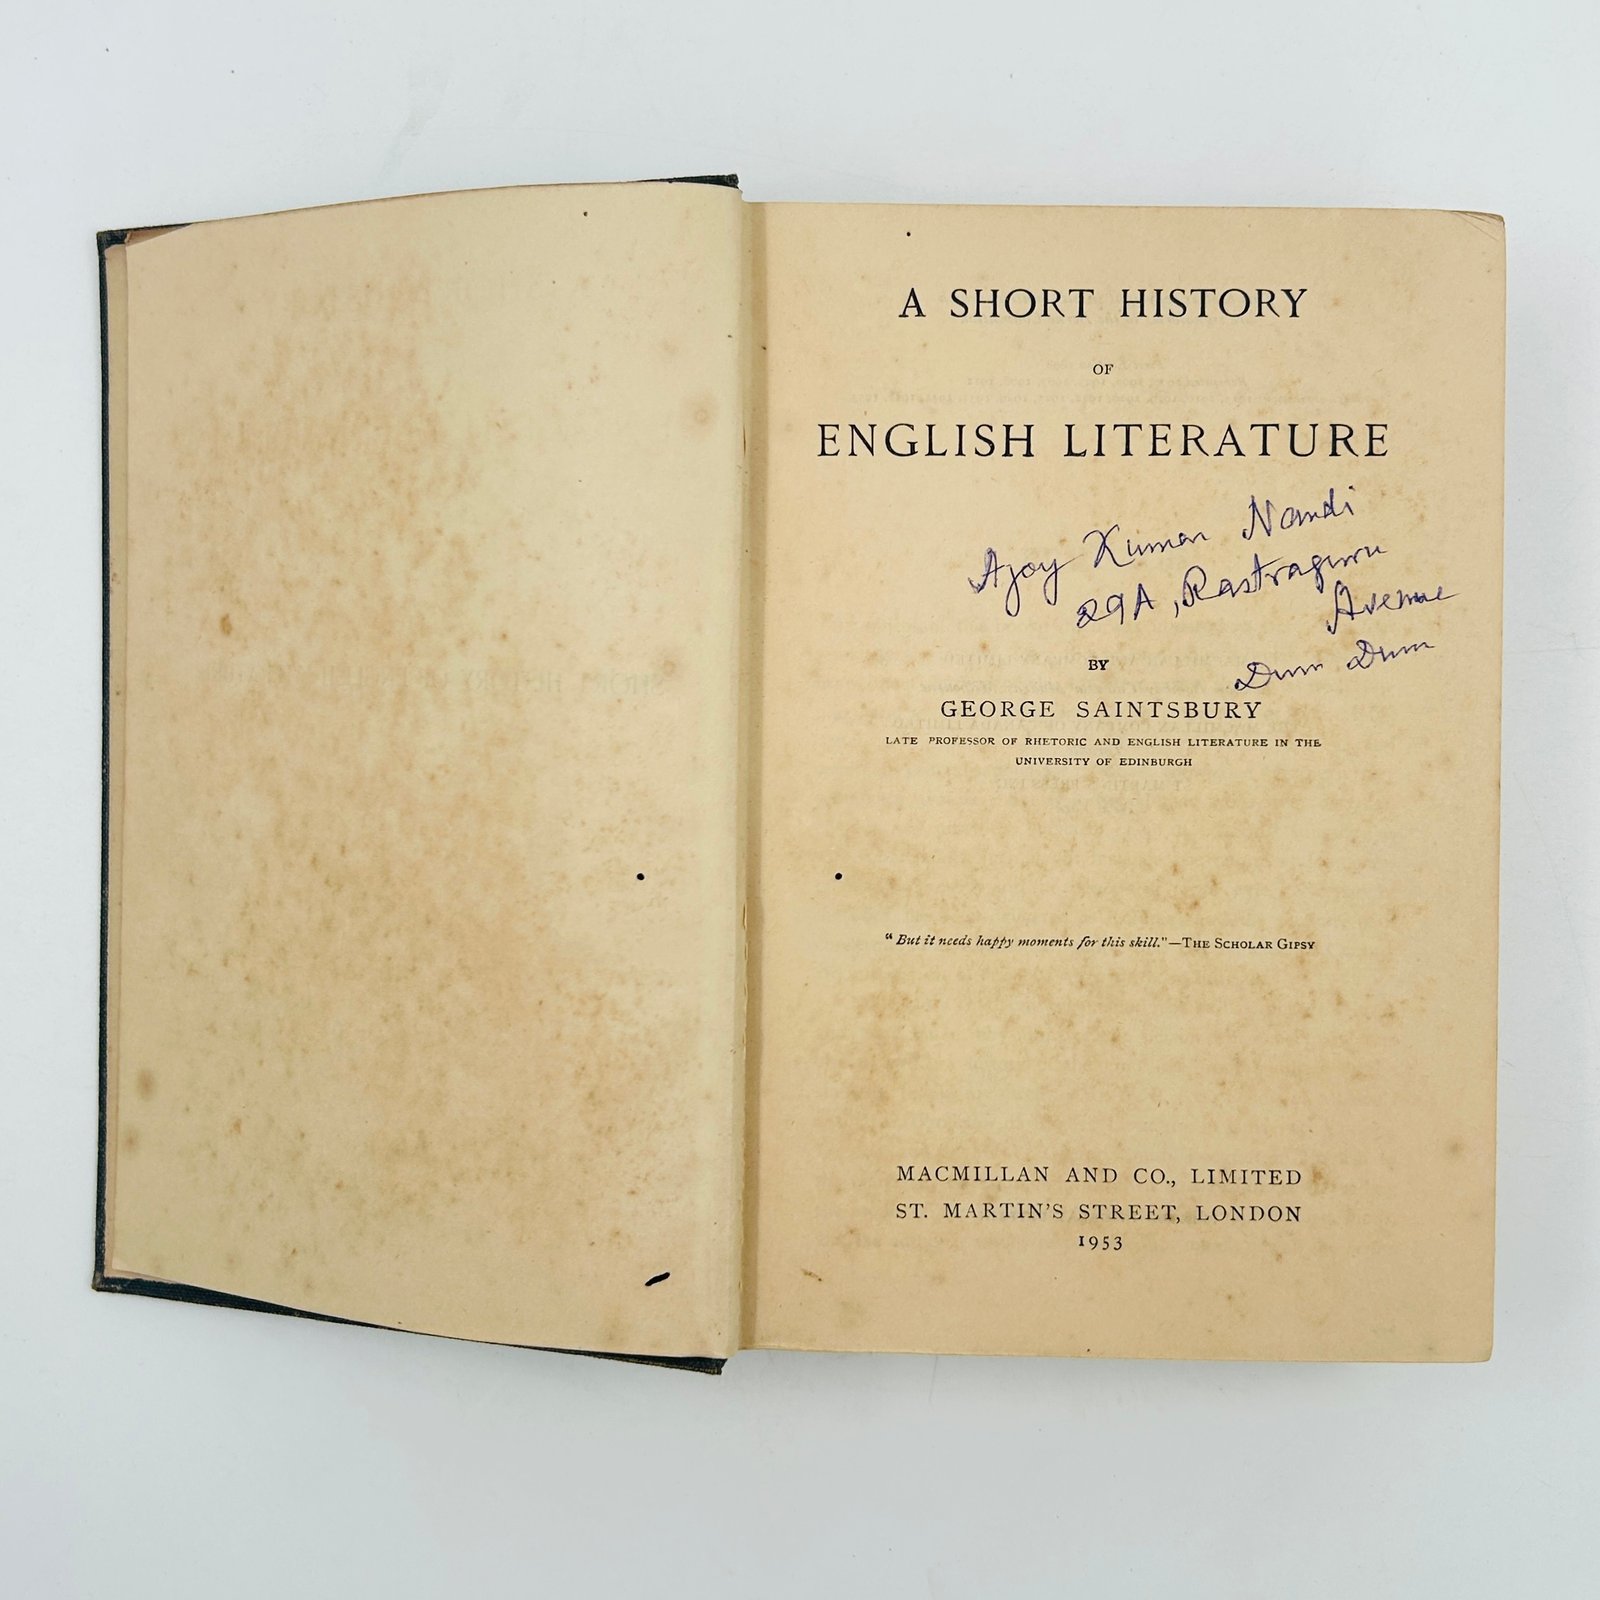 A SHORT HISTORY
OF
ENGLISH LITERATURE
Ajoy Kumar Nandi
29A, Rastraguru
Avenue
Dum Dum
BY
GEORGE SAINTSBURY
LATE PROFESSOR OF RHETORIC AND ENGLISH LITERATURE IN THE
UNIVERSITY OF EDINBURGH
"But it needs happy moments for this skill."—THE SCHOLAR GIPSY
MACMILLAN AND CO., LIMITED
ST. MARTIN'S STREET, LONDON
1953